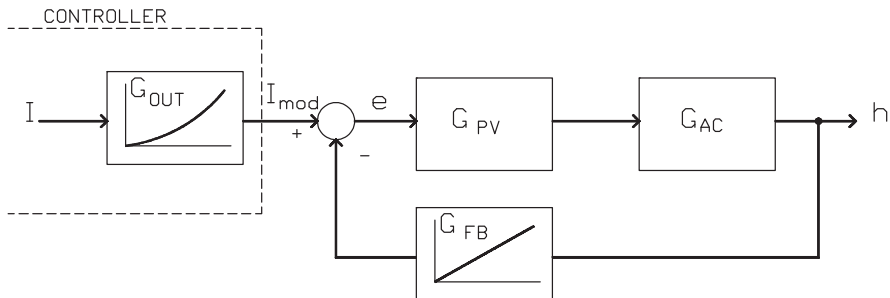 CONTROLLER
I
G_OUT
I_mod
+
-
e
G_PV
G_AC
h
G_FB